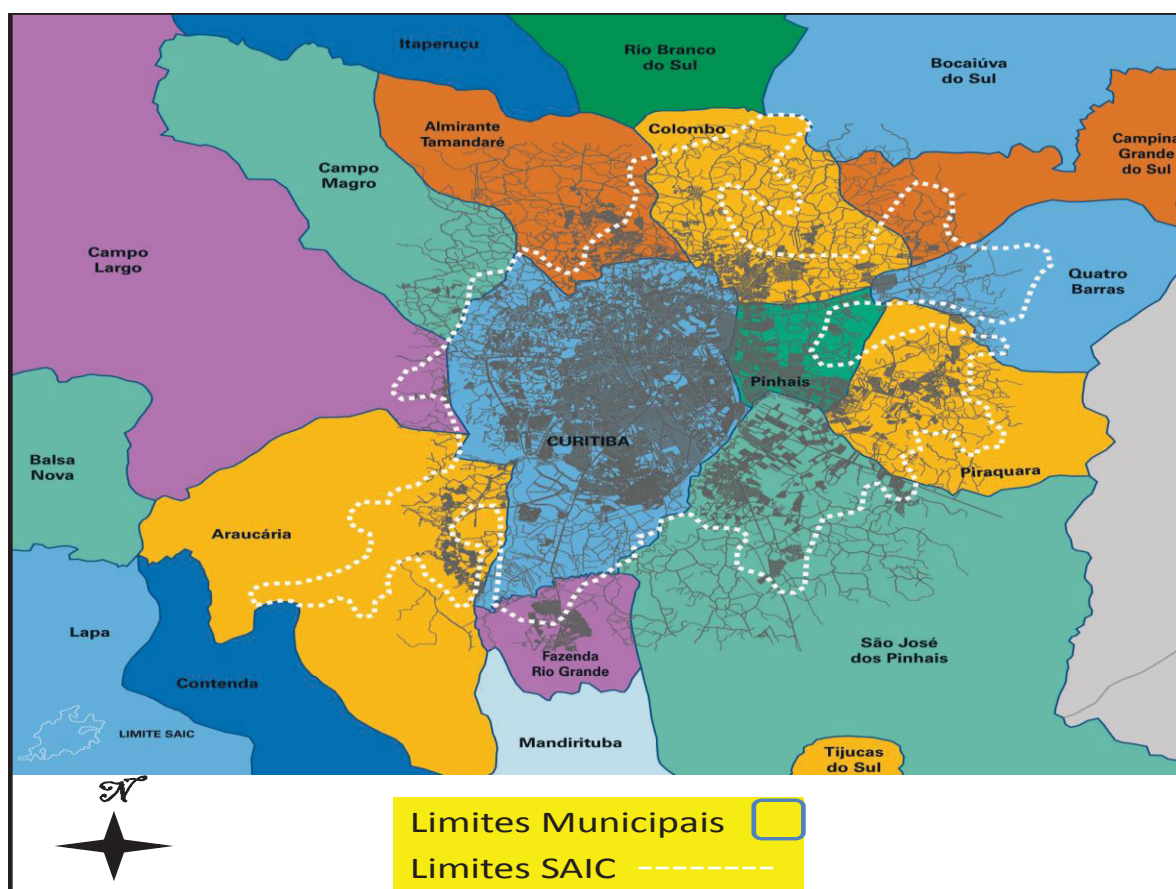 Itaperuçu
Rio Branco
do Sul
Bocaiúva
do Sul
Almirante
Tamandaré
Colombo
Campina
Grande
do Sul
Campo
Magro
Campo
Largo
Quatro
Barras
Pinhais
CURITIBA
Balsa
Nova
Piraquara
Araucária
Lapa
São José
dos Pinhais
Fazenda
Rio Grande
Contenda
LIMITE SAIC
Mandirituba
Tijucas
do Sul
N
Limites Municipais
Limites SAIC